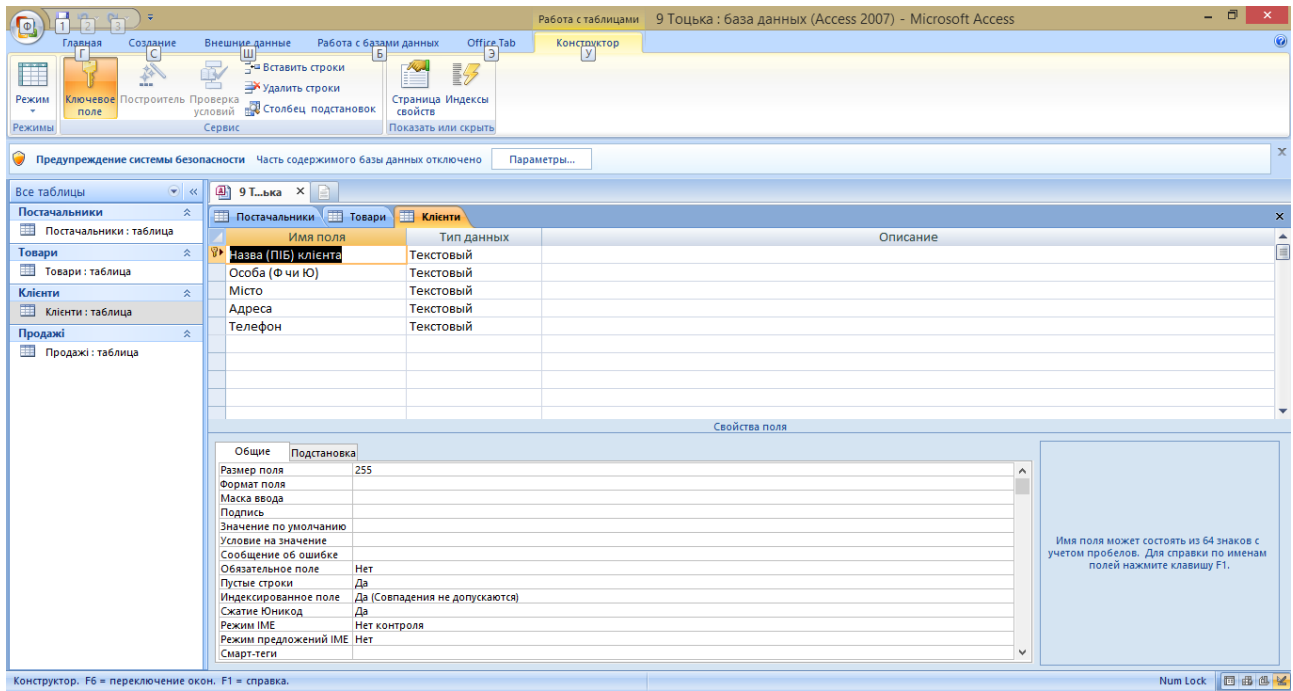 Работа с таблицами 9 Тоцька : база данных (Access 2007) - Microsoft Access
1 2 3
Главная Создание Внешние данные Работа с базами данных Office Tab Конструктор
Г С Ш Б Э У
Режим
Ключевое поле
Построитель
Проверка условий
Вставить строки
Удалить строки
Столбец подстановок
Страница свойств
Индексы
Режимы Сервис Показать или скрыть
Предупреждение системы безопасности Часть содержимого базы данных отключено Параметры...
Все таблицы
Постачальники
Постачальники : таблица
Товари
Товари : таблица
Клієнти
Клієнти : таблица
Продажі
Продажі : таблица
9 Т...ька
Постачальники Товари Клієнти
Имя поля Тип данных Описание
Назва (ПІБ) клієнта Текстовый
Особа (Ф чи Ю) Текстовый
Місто Текстовый
Адреса Текстовый
Телефон Текстовый
Свойства поля
Общие Подстановка
Размер поля 255
Формат поля
Маска ввода
Подпись
Значение по умолчанию
Условие на значение
Сообщение об ошибке
Обязательное поле Нет
Пустые строки Да
Индексированное поле Да (Совпадения не допускаются)
Сжатие Юникод Да
Режим IME Нет контроля
Режим предложений IME Нет
Смарт-теги
Имя поля может состоять из 64 знаков с
учетом пробелов. Для справки по именам
полей нажмите клавишу F1.
Конструктор. F6 = переключение окон. F1 = справка. Num Lock